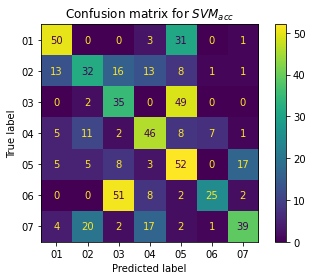 Confusion matrix for SVM_acc
True label
01 50 0 0 3 31 0 1
02 13 32 16 13 8 1 1
03 0 2 35 0 49 0 0
04 5 11 2 46 8 7 1
05 5 5 8 3 52 0 17
06 0 0 51 8 2 25 2
07 4 20 2 17 2 1 39
01 02 03 04 05 06 07
Predicted label
50
40
30
20
10
0